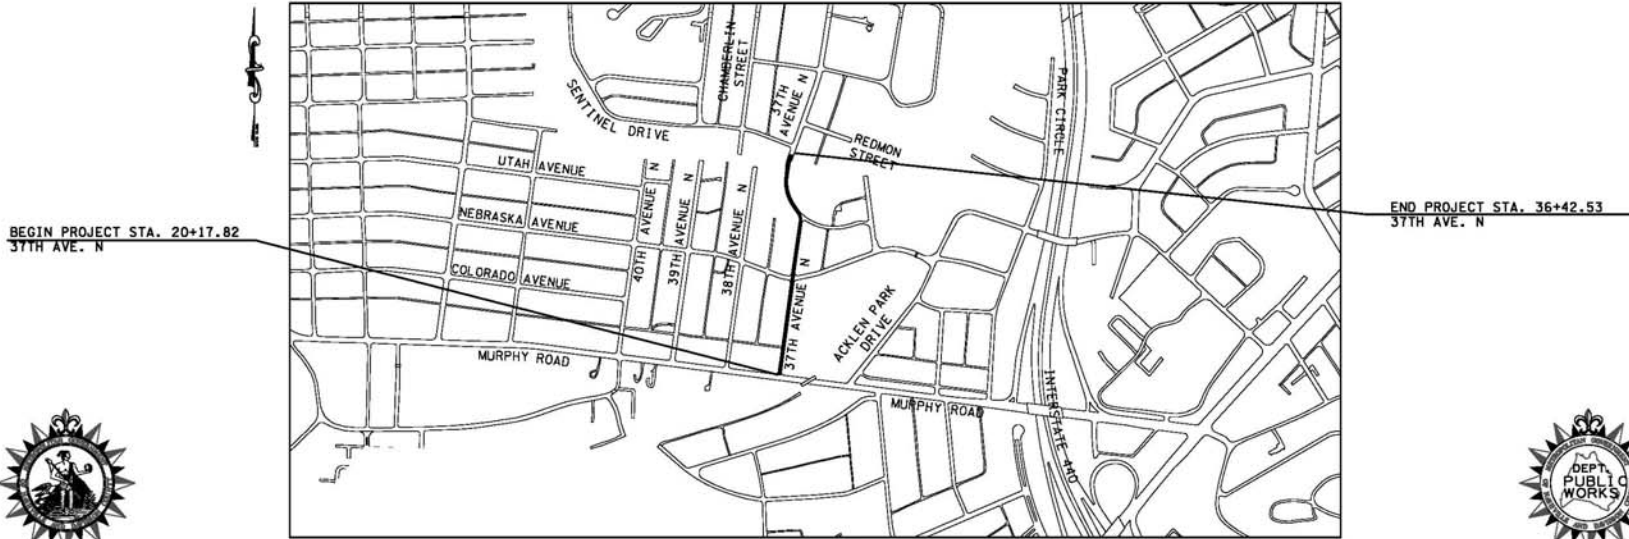 CHAMBERLIN
STREET
37TH
AVENUE N
SENTINEL DRIVE
PARK CIRCLE
REDMON
STREET
UTAH AVENUE
40TH AVENUE N
39TH AVENUE N
38TH AVENUE N
NEBRASKA AVENUE
END PROJECT STA. 36+42.53
37TH AVE. N
BEGIN PROJECT STA. 20+17.82
37TH AVE. N
COLORADO AVENUE
37TH AVENUE N
ACKLEN PARK
DRIVE
MURPHY ROAD
MURPHY ROAD
INTERSTATE 440
DEPT.
PUBLIC
WORKS